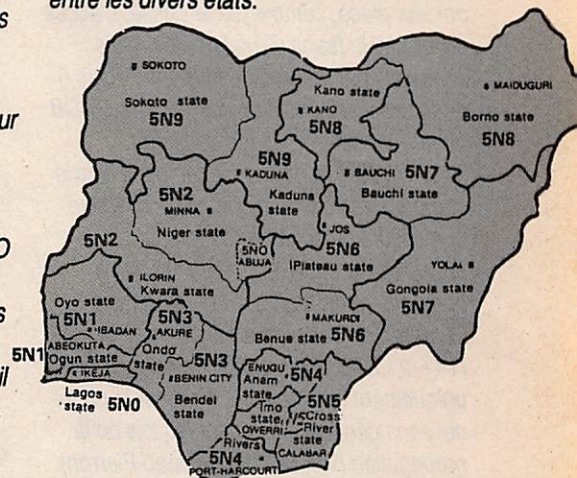 entre les divers états.
s
ur
O
s
il
SOKOTO
Sokoto state
5N9
Kano state
KANO
5N8
MAIDUGURI
Borno state
5N8
5N9
KADUNA
Kaduna
state
BAUCHI
5N7
Bauchi state
5N2
MINNA
Niger state
5NO
ABUJA
JOS
5N6
IPlateau state
YOLA
Gongola state
5N7
5N2
ILORIN
Kwara state
Oyo state
5N1
IBADAN
5N3
AKURE
Ondo
state
5N3
MAKURDI
Benue state 5N6
5N1
ABEOKUTA
Ogun state
IKEJA
Lagos
state 5N0
BENIN CITY
Bendel
state
ENUGU
Anam
state
5N4
5N5
Imo
state
OWERRI
Cross
River
state
CALABAR
Rivers
5N4
PORT-HARCOURT